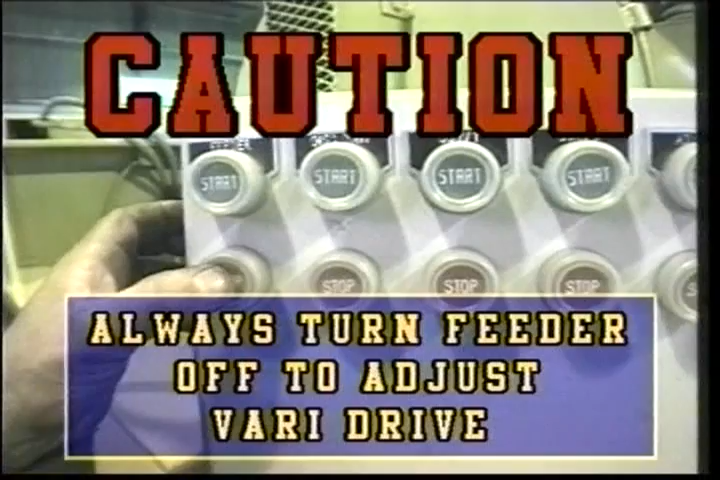 CAUTION
START START START START
STOP STOP STOP
ALWAYS TURN FEEDER
OFF TO ADJUST
VARI DRIVE